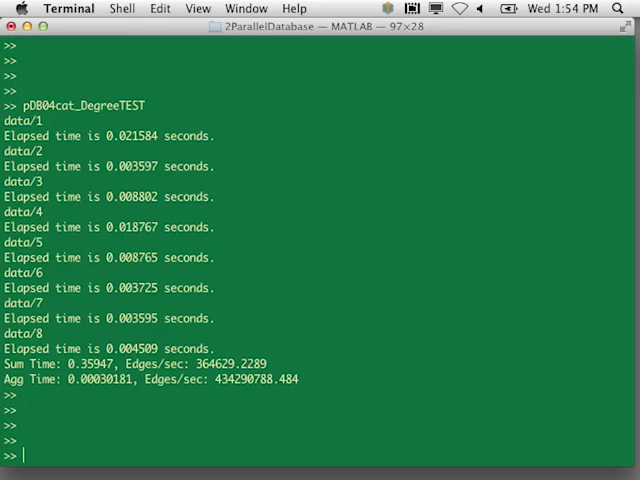 Terminal Shell Edit View Window Help Wed 1:54 PM
2ParallelDatabase — MATLAB — 97×28
>>
>>
>>
>>
>> pDB04cat_DegreeTEST
data/1
Elapsed time is 0.021584 seconds.
data/2
Elapsed time is 0.003597 seconds.
data/3
Elapsed time is 0.008802 seconds.
data/4
Elapsed time is 0.018767 seconds.
data/5
Elapsed time is 0.008765 seconds.
data/6
Elapsed time is 0.003725 seconds.
data/7
Elapsed time is 0.003595 seconds.
data/8
Elapsed time is 0.004509 seconds.
Sum Time: 0.35947, Edges/sec: 364629.2289
Agg Time: 0.00030181, Edges/sec: 434290788.484
>>
>>
>>
>>
>>